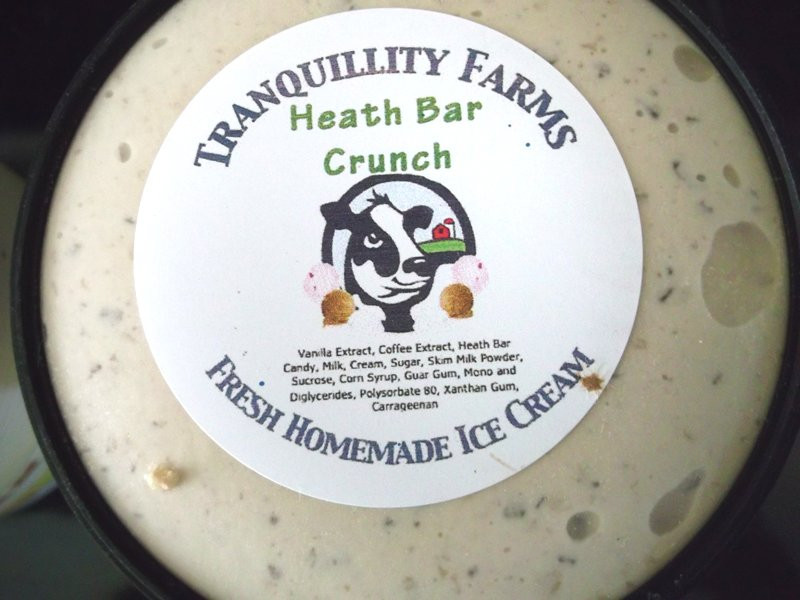 TRANQUILLITY FARMS
Heath Bar
Crunch
Vanilla Extract, Coffee Extract, Heath Bar
Candy, Milk, Cream, Sugar, Skim Milk Powder,
Sucrose, Corn Syrup, Guar Gum, Mono and
Diglycerides, Polysorbate 80, Xanthan Gum,
Carrageenan
FRESH HOMEMADE ICE CREAM